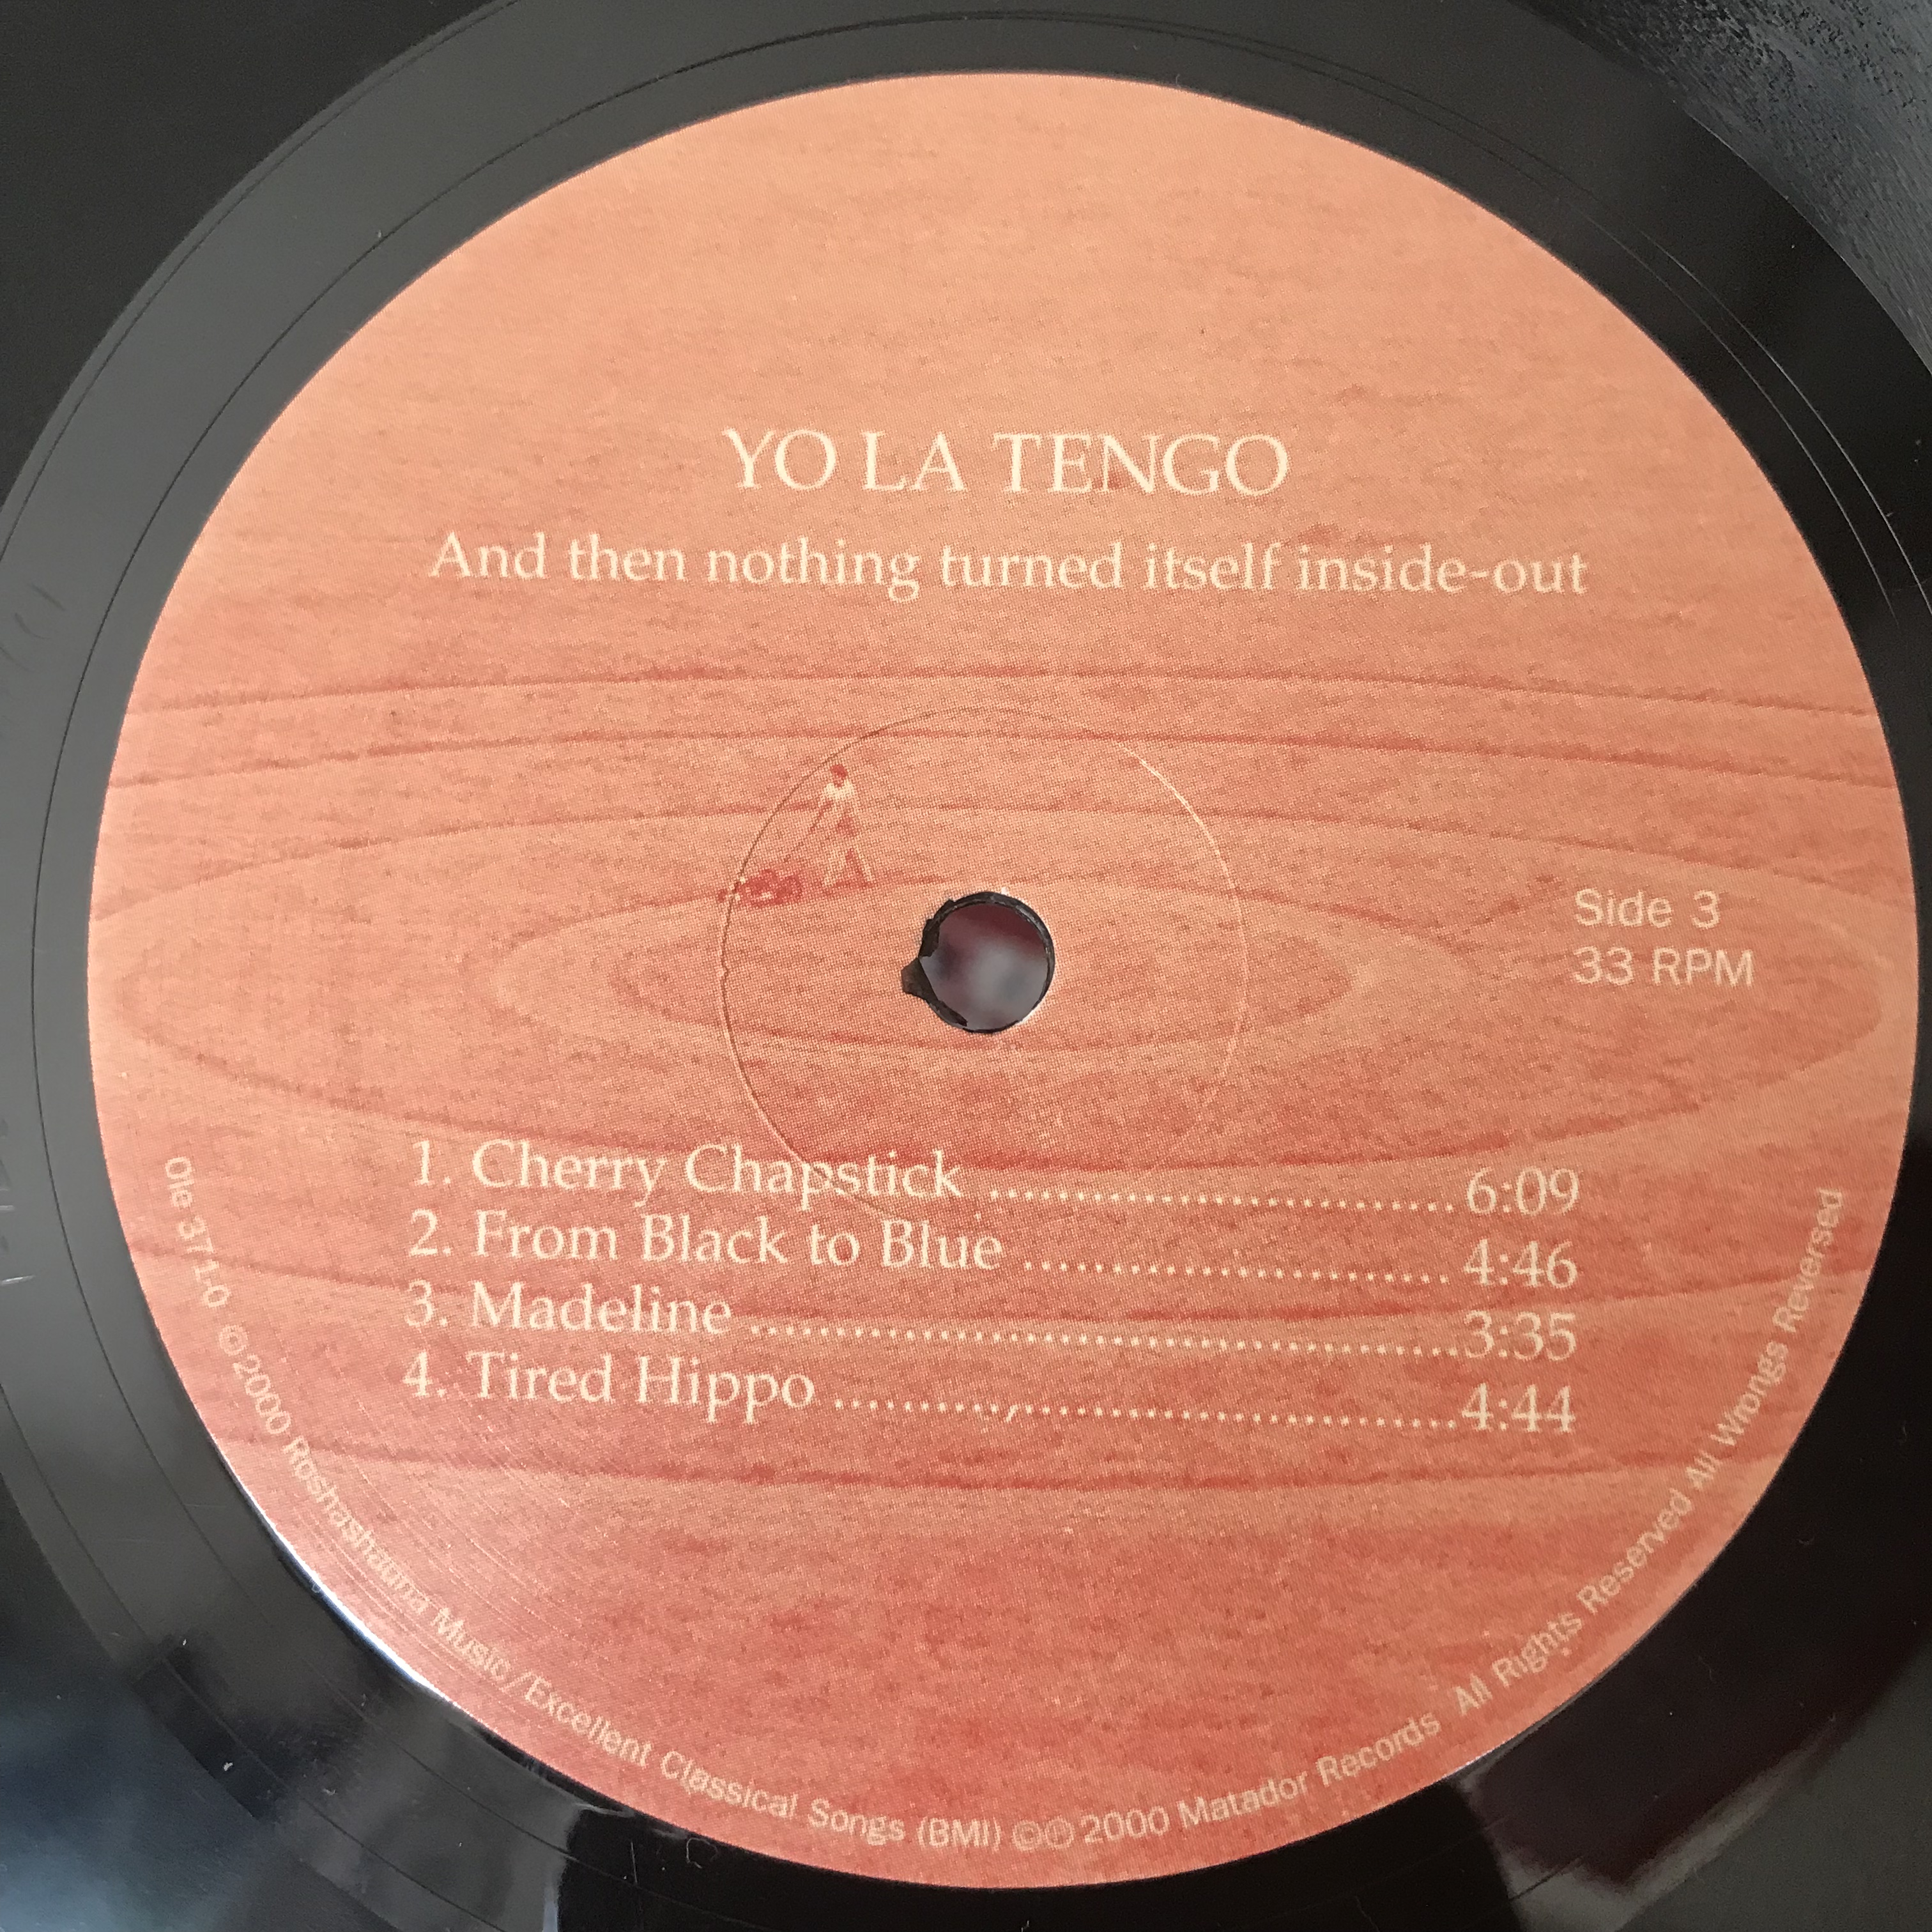 YO LA TENGO
And then nothing turned itself inside-out
Side 3
33 RPM
1. Cherry Chapstick ........................................ 6:09
2. From Black to Blue ..................................... 4:46
3. Madeline ............................................................ 3:35
4. Tired Hippo ..................................................... 4:44
Ole 371-0 ©2000 Roshashauna Music/Excellent Classical Songs (BMI) ©℗2000 Matador Records All Rights Reserved All Wrongs Reversed